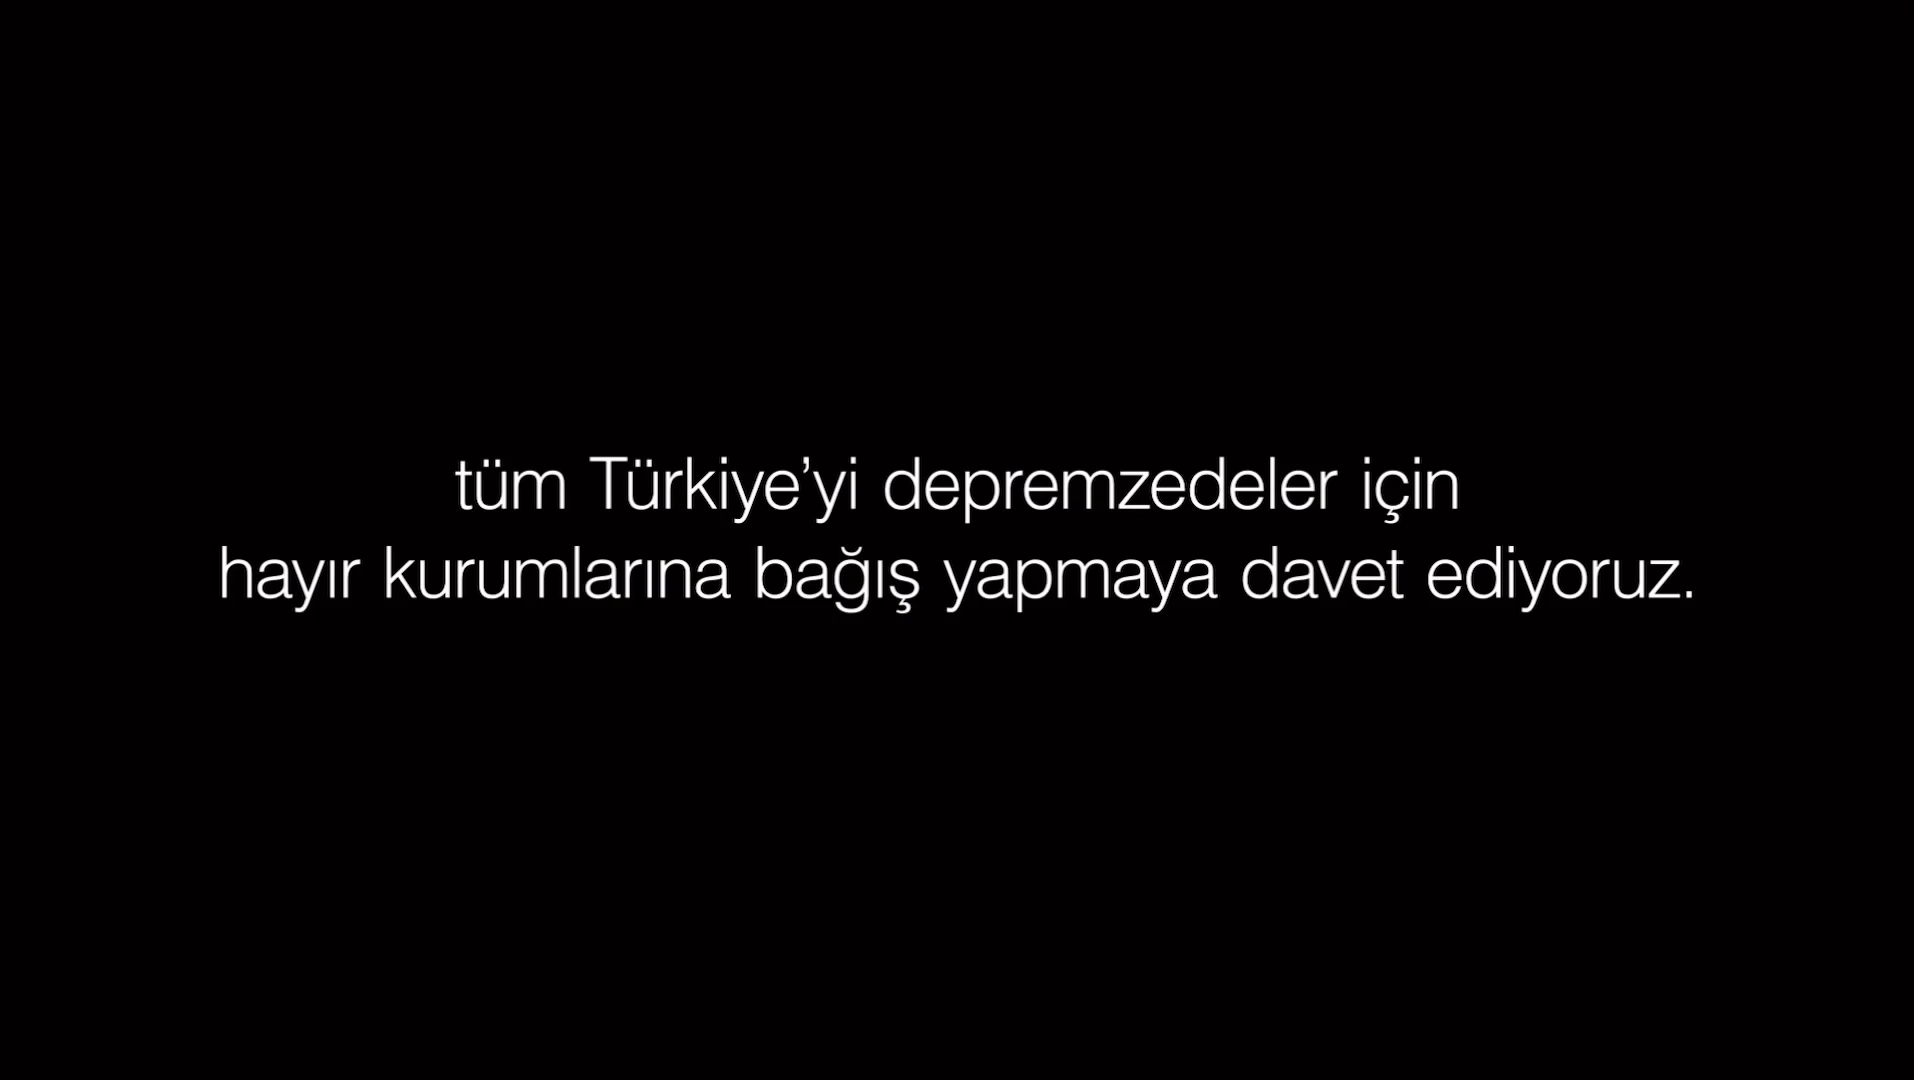 tüm Türkiye’yi depremzedeler için
hayır kurumlarına bağış yapmaya davet ediyoruz.